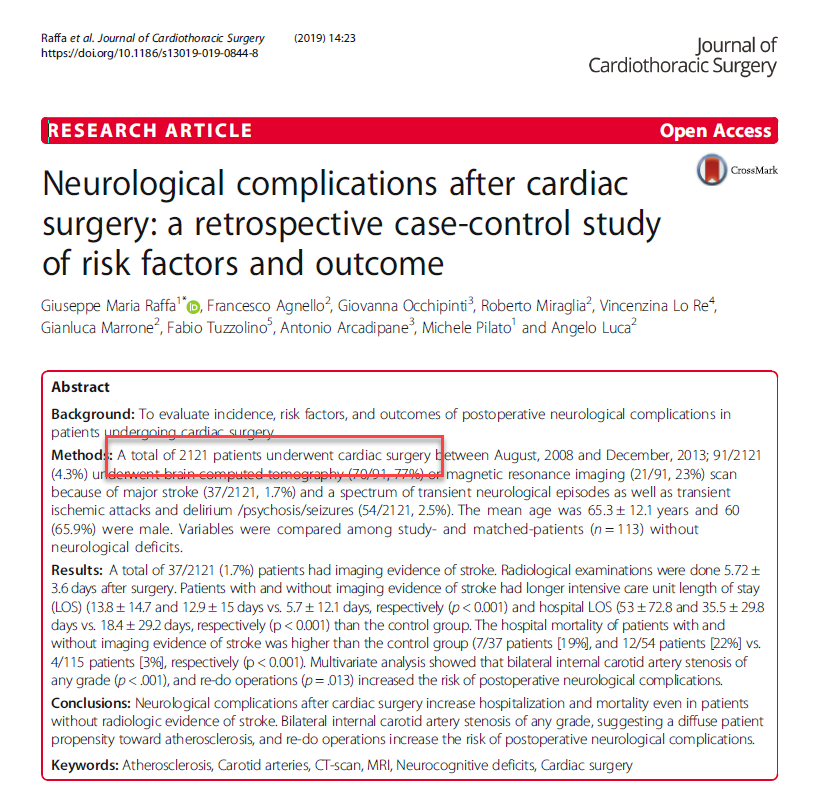 Raffa et al. Journal of Cardiothoracic Surgery (2019) 14:23
https://doi.org/10.1186/s13019-019-0844-8
Journal of
Cardiothoracic Surgery
RESEARCH ARTICLE Open Access
CrossMark
Neurological complications after cardiac
surgery: a retrospective case-control study
of risk factors and outcome
Giuseppe Maria Raffa1*iD, Francesco Agnello2, Giovanna Occhipinti3, Roberto Miraglia2, Vincenzina Lo Re4,
Gianluca Marrone2, Fabio Tuzzolino5, Antonio Arcadipane3, Michele Pilato1 and Angelo Luca2
Abstract
Background: To evaluate incidence, risk factors, and outcomes of postoperative neurological complications in
patients undergoing cardiac surgery.
Methods: A total of 2121 patients underwent cardiac surgery between August, 2008 and December, 2013; 91/2121
(4.3%) underwent brain computed tomography (70/91, 77%) or magnetic resonance imaging (21/91, 23%) scan
because of major stroke (37/2121, 1.7%) and a spectrum of transient neurological episodes as well as transient
ischemic attacks and delirium /psychosis/seizures (54/2121, 2.5%). The mean age was 65.3 ± 12.1 years and 60
(65.9%) were male. Variables were compared among study- and matched-patients (n = 113) without
neurological deficits.
Results: A total of 37/2121 (1.7%) patients had imaging evidence of stroke. Radiological examinations were done 5.72 ±
3.6 days after surgery. Patients with and without imaging evidence of stroke had longer intensive care unit length of stay
(LOS) (13.8 ± 14.7 and 12.9 ± 15 days vs. 5.7 ± 12.1 days, respectively (p < 0.001) and hospital LOS (53 ± 72.8 and 35.5 ± 29.8
days vs. 18.4 ± 29.2 days, respectively (p < 0.001) than the control group. The hospital mortality of patients with and
without imaging evidence of stroke was higher than the control group (7/37 patients [19%], and 12/54 patients [22%] vs.
4/115 patients [3%], respectively (p < 0.001). Multivariate analysis showed that bilateral internal carotid artery stenosis of
any grade (p < .001), and re-do operations (p = .013) increased the risk of postoperative neurological complications.
Conclusions: Neurological complications after cardiac surgery increase hospitalization and mortality even in patients
without radiologic evidence of stroke. Bilateral internal carotid artery stenosis of any grade, suggesting a diffuse patient
propensity toward atherosclerosis, and re-do operations increase the risk of postoperative neurological complications.
Keywords: Atherosclerosis, Carotid arteries, CT-scan, MRI, Neurocognitive deficits, Cardiac surgery